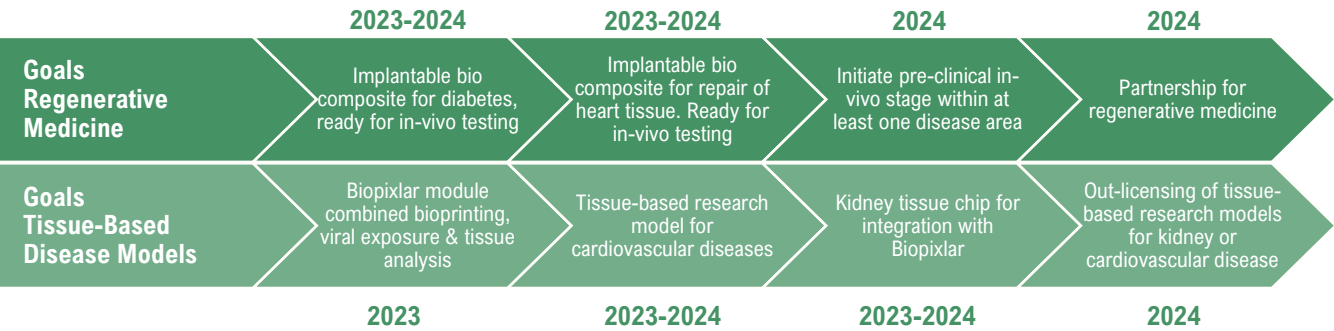 2023-2024
2023-2024
2024
2024
Goals
Regenerative
Medicine
Implantable bio
composite for diabetes,
ready for in-vivo testing
Implantable bio
composite for repair of
heart tissue. Ready for
in-vivo testing
Initiate pre-clinical in-
vivo stage within at
least one disease area
Partnership for
regenerative medicine
Goals
Tissue-Based
Disease Models
Biopixlar module
combined bioprinting,
viral exposure & tissue
analysis
Tissue-based research
model for
cardiovascular diseases
Kidney tissue chip for
integration with
Biopixlar
Out-licensing of tissue-
based research models
for kidney or
cardiovascular disease
2023
2023-2024
2023-2024
2024